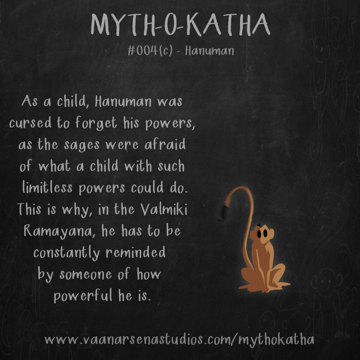 MYTH-O-KATHA
#004(c) - Hanuman
As a child, Hanuman was
cursed to forget his powers,
as the sages were afraid
of what a child with such
limitless powers could do.
This is why, in the Valmiki
Ramayana, he has to be
constantly reminded
by someone of how
powerful he is.
www.vaanarsenastudios.com/mythokatha